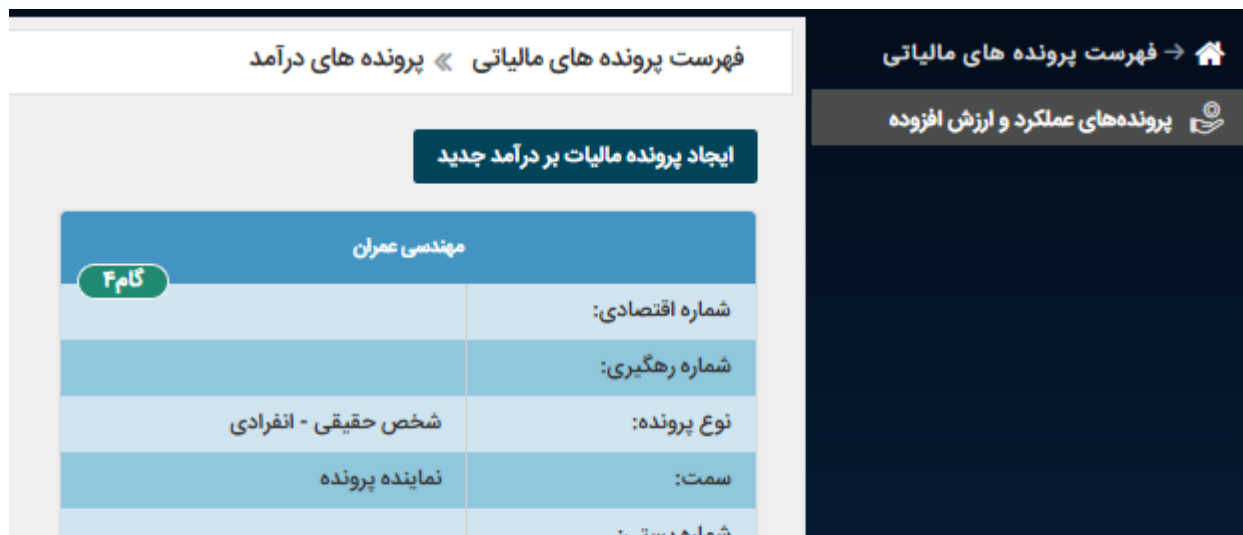 فهرست پرونده های مالیاتی
پرونده‌های عملکرد و ارزش افزوده
فهرست پرونده های مالیاتی » پرونده های درآمد
ایجاد پرونده مالیات بر درآمد جدید
مهندسی عمران
گام۴
شماره اقتصادی:
شماره رهگیری:
نوع پرونده: شخص حقیقی - انفرادی
سمت: نماینده پرونده